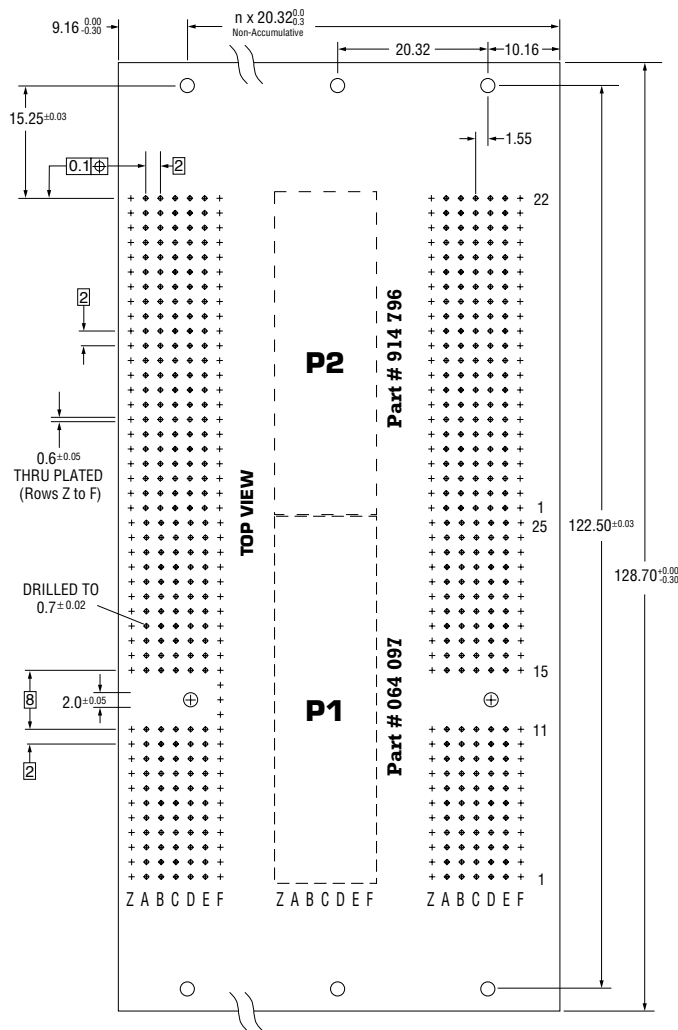 9.16 0.00 -0.30
n x 20.32 0.0 0.3
Non-Accumulative
20.32
10.16
15.25±0.03
1.55
0.1⌖
2
22
2
P2
Part # 914 796
0.6±0.05
THRU PLATED
(Rows Z to F)
TOP VIEW
1
25
122.50±0.03
128.70+0.00 -0.30
DRILLED TO
0.7±0.02
15
8
2.0±0.05
P1
Part # 064 097
11
2
1
Z A B C D E F
Z A B C D E F
Z A B C D E F